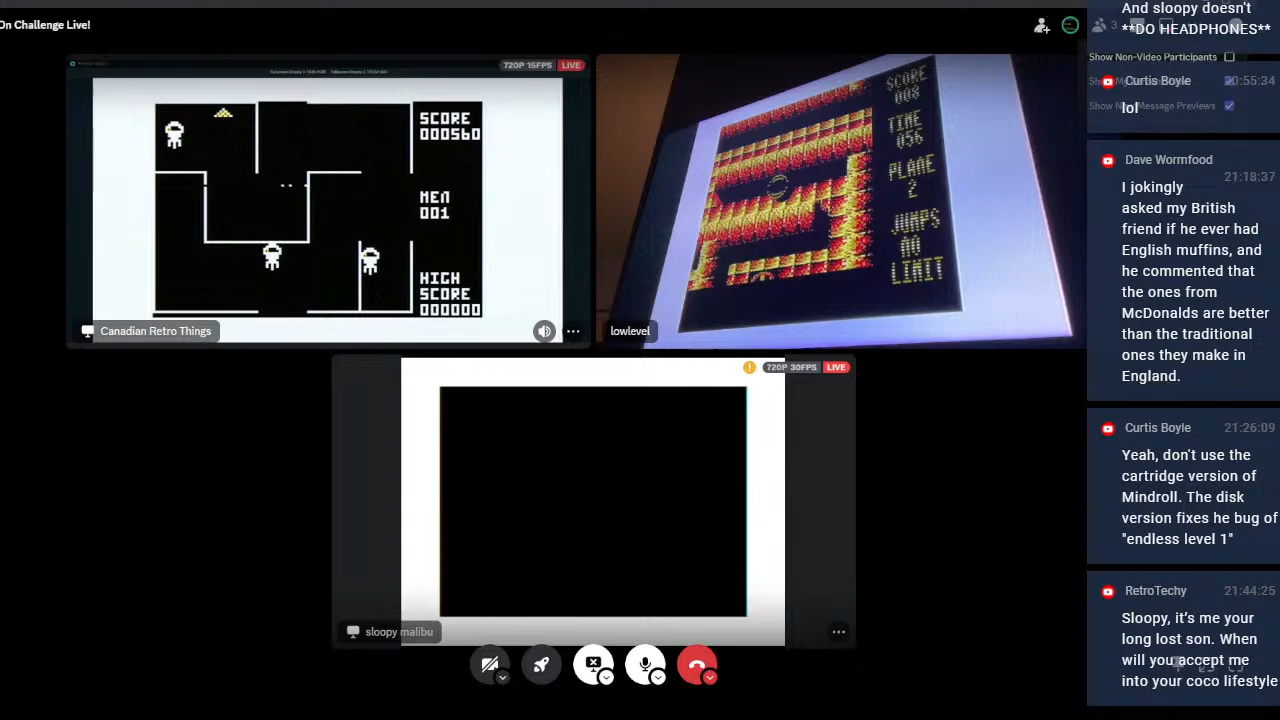 On Challenge Live!
3
And sloopy doesn't
**DO HEADPHONES**
Show Non-Video Participants
Curtis Boyle 20:55:34
lol
Message Previews
720P 15FPS LIVE
SCORE
000560
MEN
001
HIGH
SCORE
000000
Canadian Retro Things
SCORE
008
TIME
056
PLANE
2
JUMPS
NO
LIMIT
lowlevel
Dave Wormfood
21:18:37
I jokingly
asked my British
friend if he ever had
English muffins, and
he commented that
the ones from
McDonalds are better
than the traditional
ones they make in
England.
720P 30FPS LIVE
sloopy malibu
Curtis Boyle 21:26:09
Yeah, don't use the
cartridge version of
Mindroll. The disk
version fixes he bug of
"endless level 1"
RetroTechy 21:44:25
Sloopy, it's me your
long lost son. When
will you accept me
into your coco lifestyle